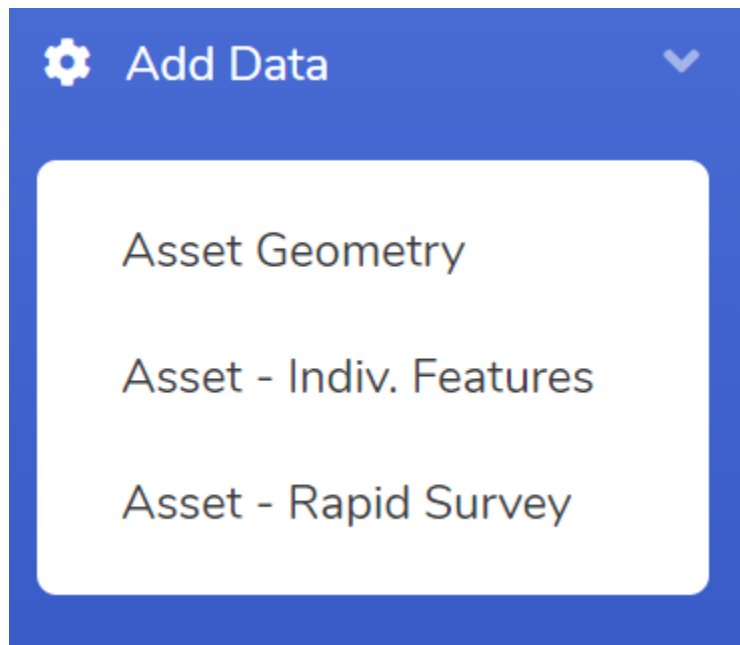 Add Data
Asset Geometry
Asset - Indiv. Features
Asset - Rapid Survey